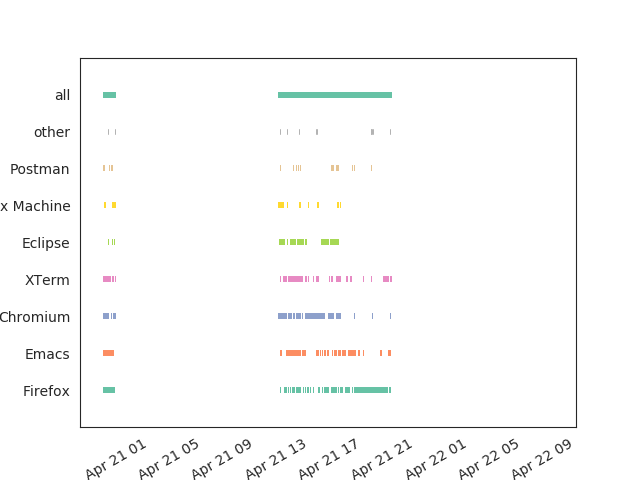 all
other
Postman
x Machine
Eclipse
XTerm
Chromium
Emacs
Firefox
Apr 21 01
Apr 21 05
Apr 21 09
Apr 21 13
Apr 21 17
Apr 21 21
Apr 22 01
Apr 22 05
Apr 22 09